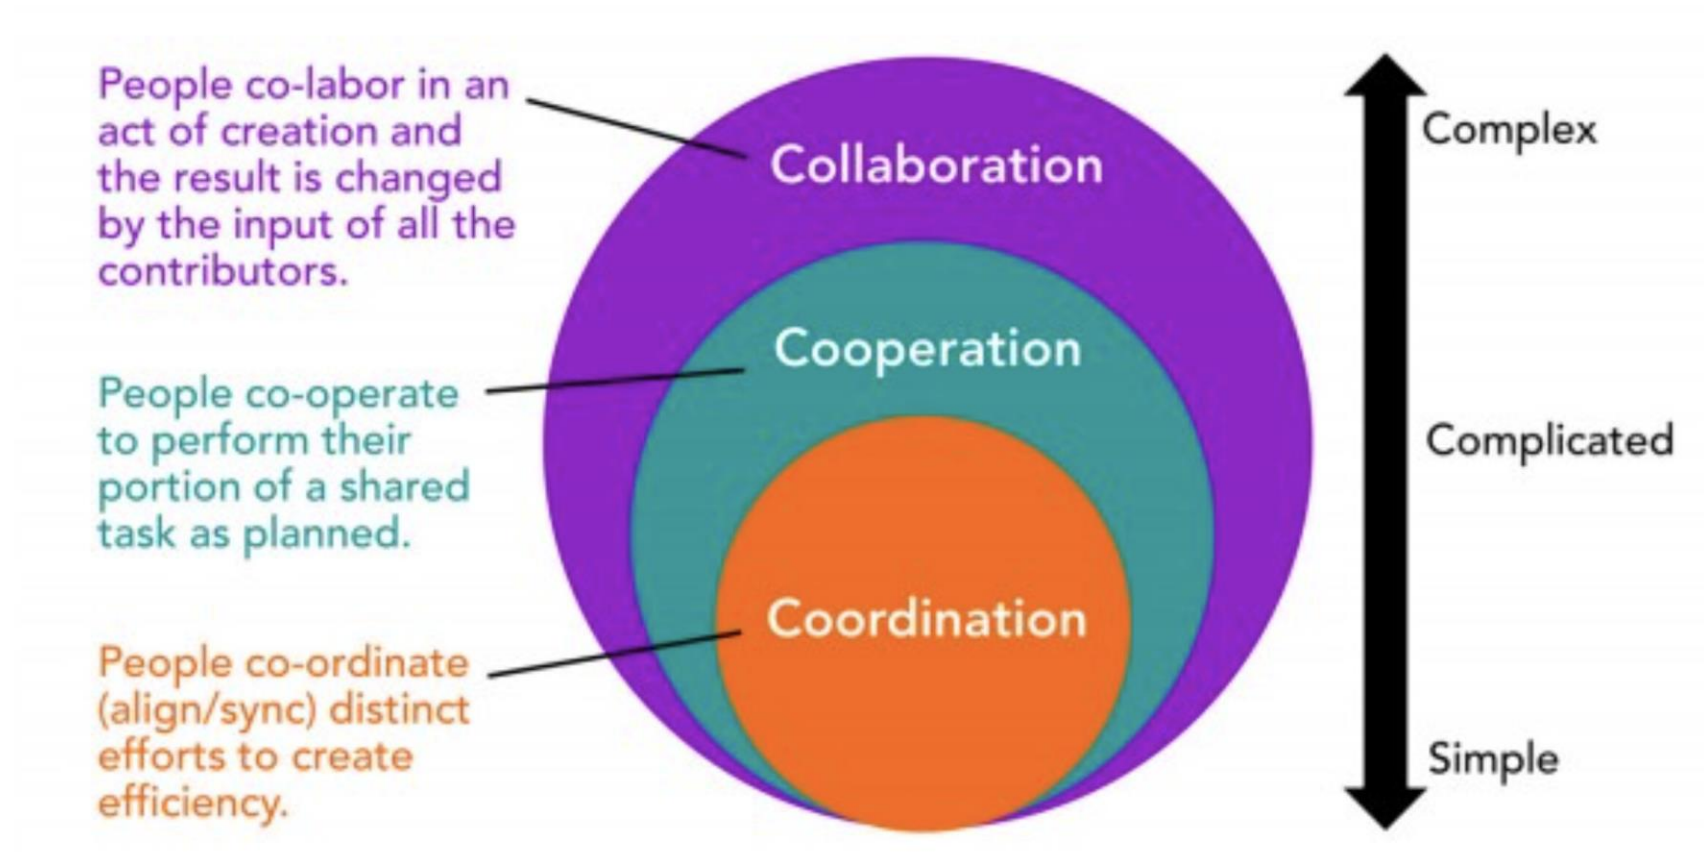 People co-labor in an
act of creation and
the result is changed
by the input of all the
contributors.
People co-operate
to perform their
portion of a shared
task as planned.
People co-ordinate
(align/sync) distinct
efforts to create
efficiency.
Collaboration
Cooperation
Coordination
Complex
Complicated
Simple